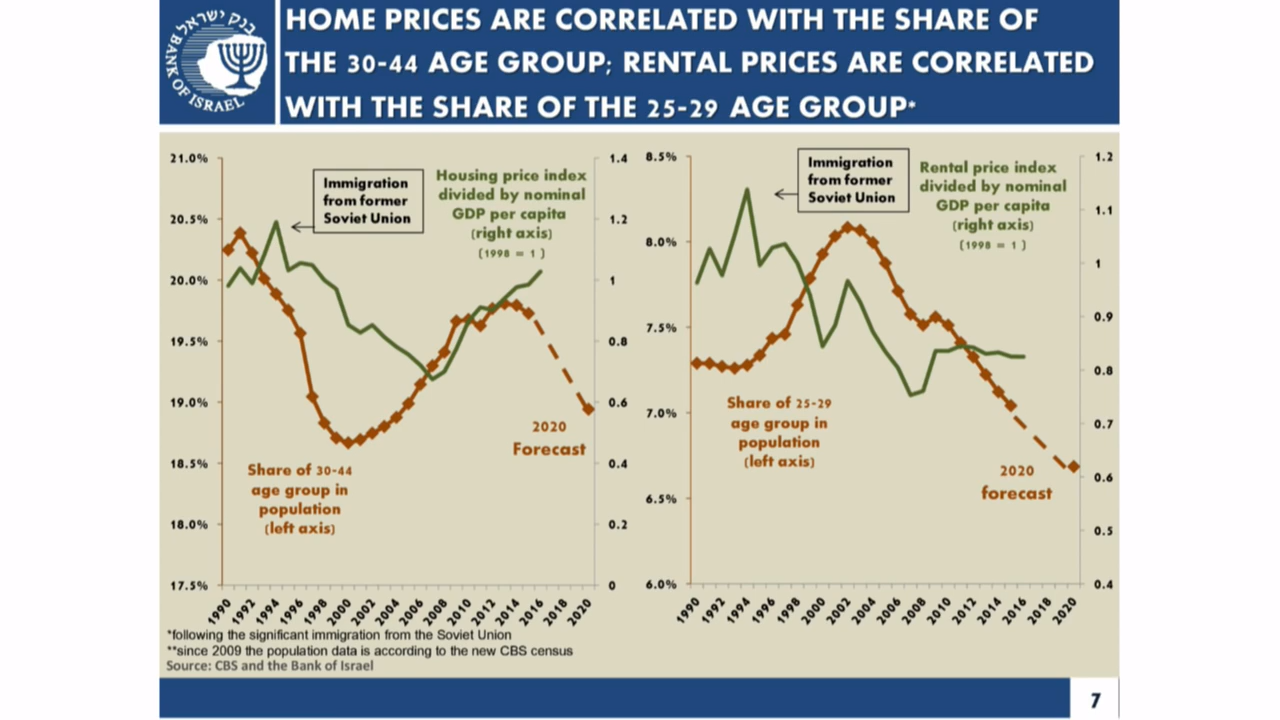 בנק ישראל
BANK OF ISRAEL
HOME PRICES ARE CORRELATED WITH THE SHARE OF
THE 30-44 AGE GROUP; RENTAL PRICES ARE CORRELATED
WITH THE SHARE OF THE 25-29 AGE GROUP*
21.0%
20.5%
20.0%
19.5%
19.0%
18.5%
18.0%
17.5%
Immigration
from former
Soviet Union
Housing price index
divided by nominal
GDP per capita
(right axis)
(1998 = 1 )
1.4
1.2
1
0.8
0.6
0.4
0.2
0
2020
Forecast
Share of 30-44
age group in
population
(left axis)
1990 1992 1994 1996 1998 2000 2002 2004 2006 2008 2010 2012 2014 2016 2018 2020
8.5%
8.0%
7.5%
7.0%
6.5%
6.0%
Immigration
from former
Soviet Union
Rental price index
divided by nominal
GDP per capita
(right axis)
(1998 = 1 )
1.2
1.1
1
0.9
0.8
0.7
0.6
0.5
0.4
Share of 25-29
age group in
population
(left axis)
2020
forecast
1990 1992 1994 1996 1998 2000 2002 2004 2006 2008 2010 2012 2014 2016 2018 2020
*following the significant immigration from the Soviet Union
**since 2009 the population data is according to the new CBS census
Source: CBS and the Bank of Israel
7